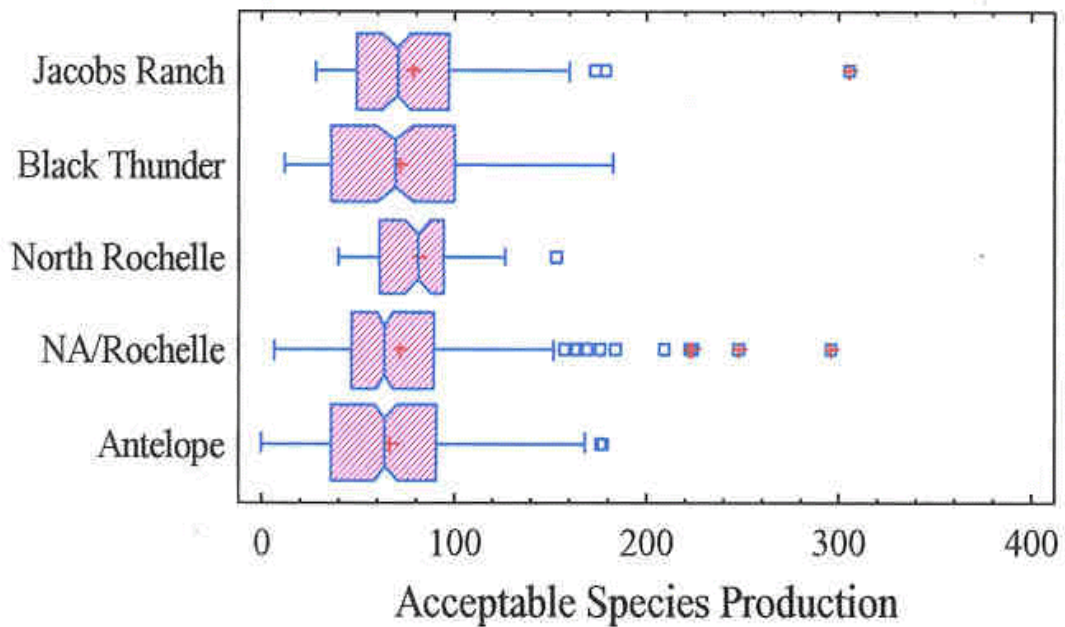 Jacobs Ranch
Black Thunder
North Rochelle
NA/Rochelle
Antelope
0 100 200 300 400
Acceptable Species Production